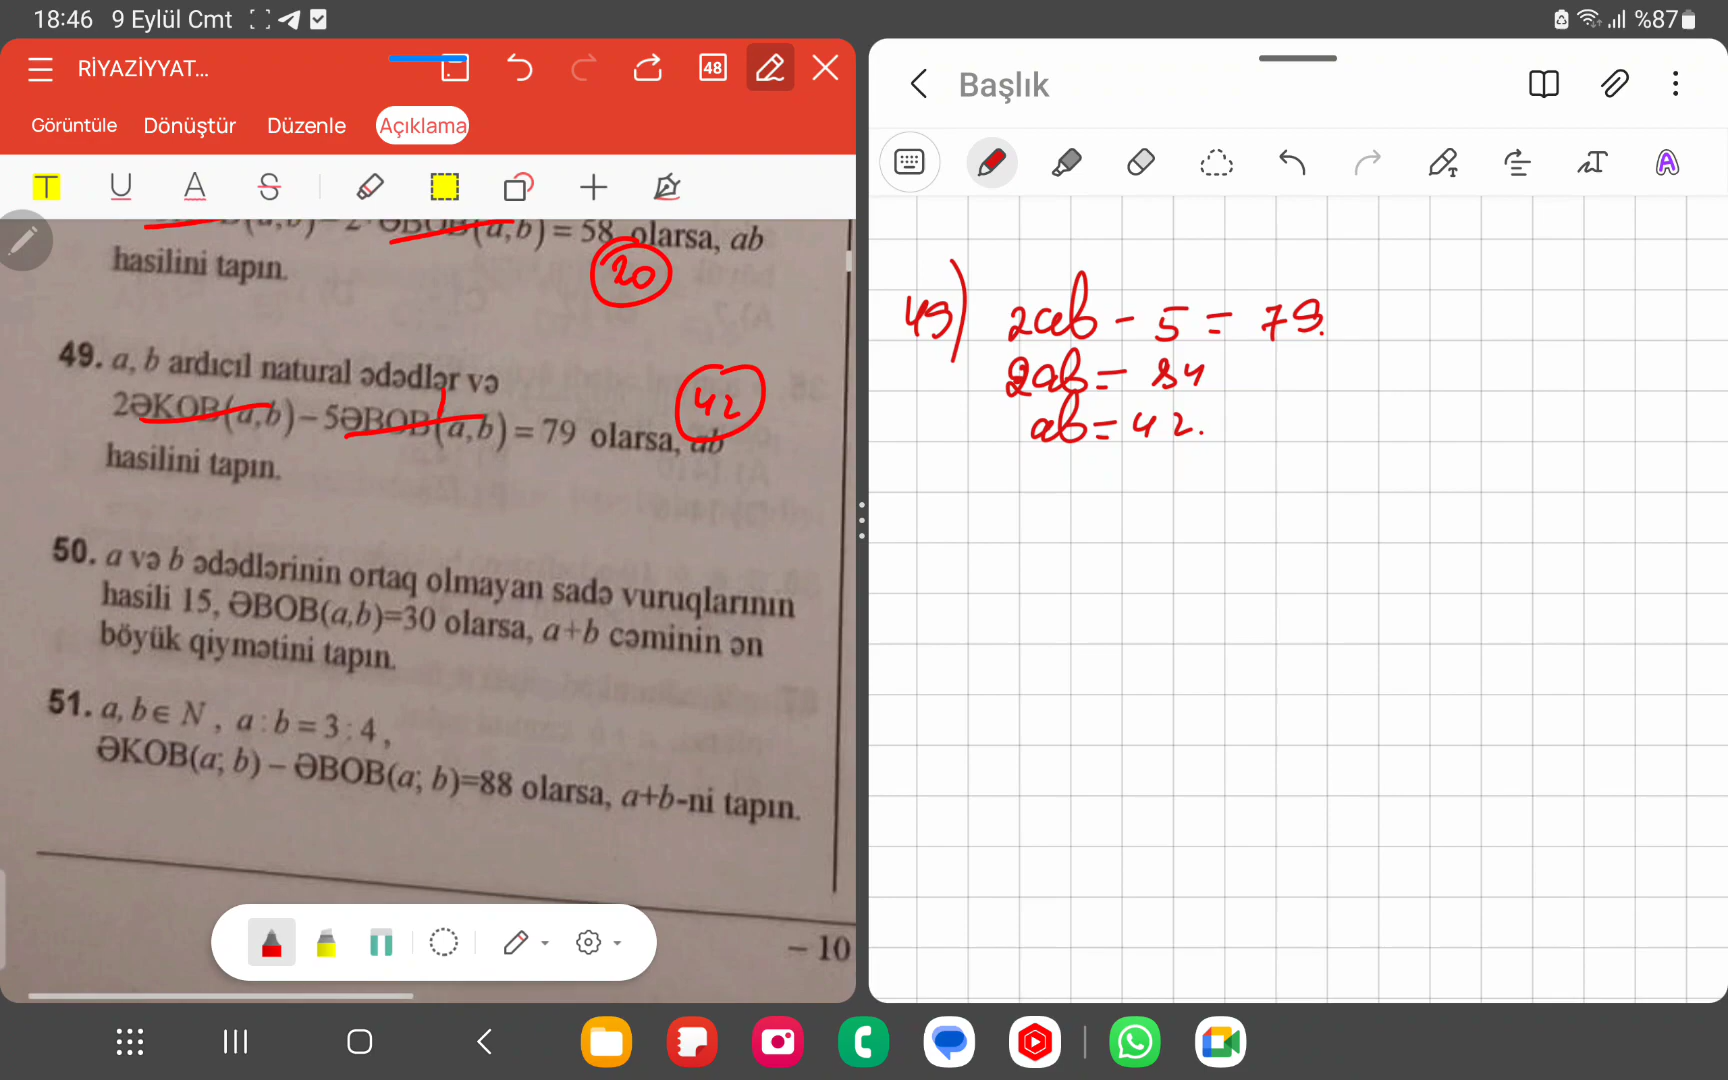 18:46 9 Eylül Cmt
%87
RİYAZİYYAT...
48
Görüntüle Dönüştür Düzenle Açıklama
(a,b) – 2·ƏBOB(a,b) = 58 olarsa, ab
hasilini tapın.
20
49. a, b ardıcıl natural ədədlər və
2ƏKOB(a,b) – 5ƏBOB(a,b) = 79 olarsa, ab
hasilini tapın.
1
42
50. a və b ədədlərinin ortaq olmayan sadə vuruqlarının
hasili 15, ƏBOB(a,b)=30 olarsa, a+b cəminin ən
böyük qiymətini tapın.
51. a, b ∈ N , a : b = 3 : 4 ,
ƏKOB(a; b) – ƏBOB(a; b)=88 olarsa, a+b-ni tapın.
– 10
Başlık
49) 2ab – 5 = 79.
2ab = 84
ab = 42.